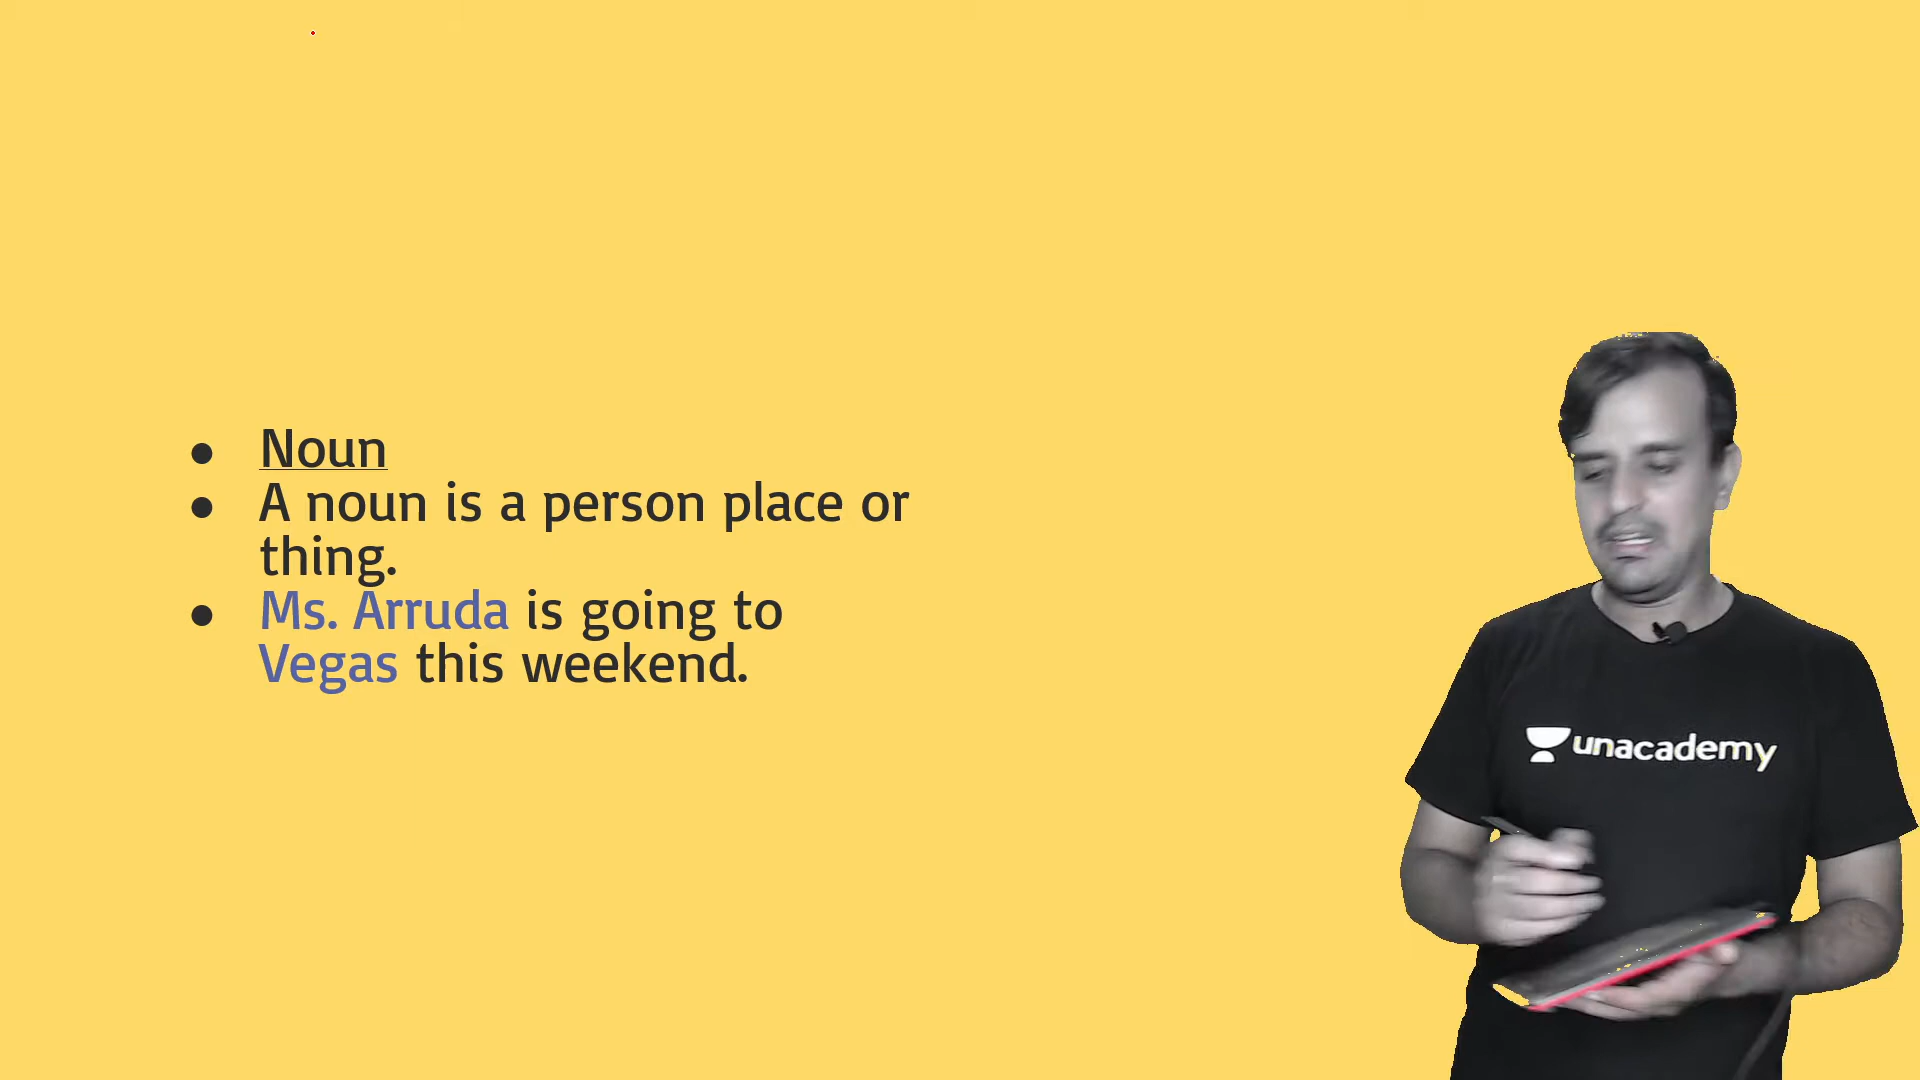 Noun
A noun is a person place or
thing.
Ms. Arruda is going to
Vegas this weekend.
unacademy